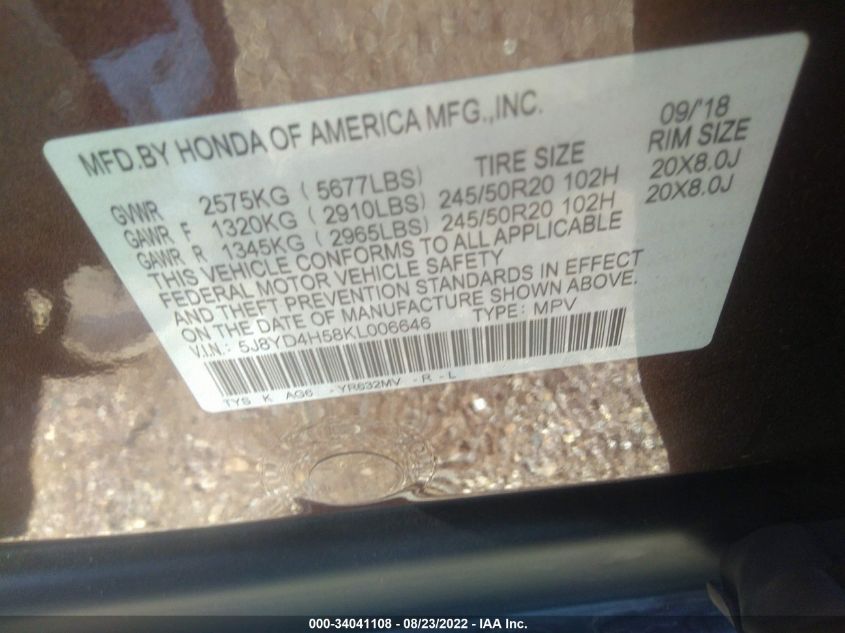 MFD.BY HONDA OF AMERICA MFG.,INC. 09/'18
TIRE SIZE RIM SIZE
GVWR 2575KG ( 5677LBS)
GAWR F 1320KG ( 2910LBS) 245/50R20 102H 20X8.0J
GAWR R 1345KG ( 2965LBS) 245/50R20 102H 20X8.0J
THIS VEHICLE CONFORMS TO ALL APPLICABLE
FEDERAL MOTOR VEHICLE SAFETY
AND THEFT PREVENTION STANDARDS IN EFFECT
ON THE DATE OF MANUFACTURE SHOWN ABOVE.
V.I.N.: 5J8YD4H58KL006646 TYPE: MPV
TYS K AG6 -YR632MV -R -L
000-34041108 - 08/23/2022 - IAA Inc.